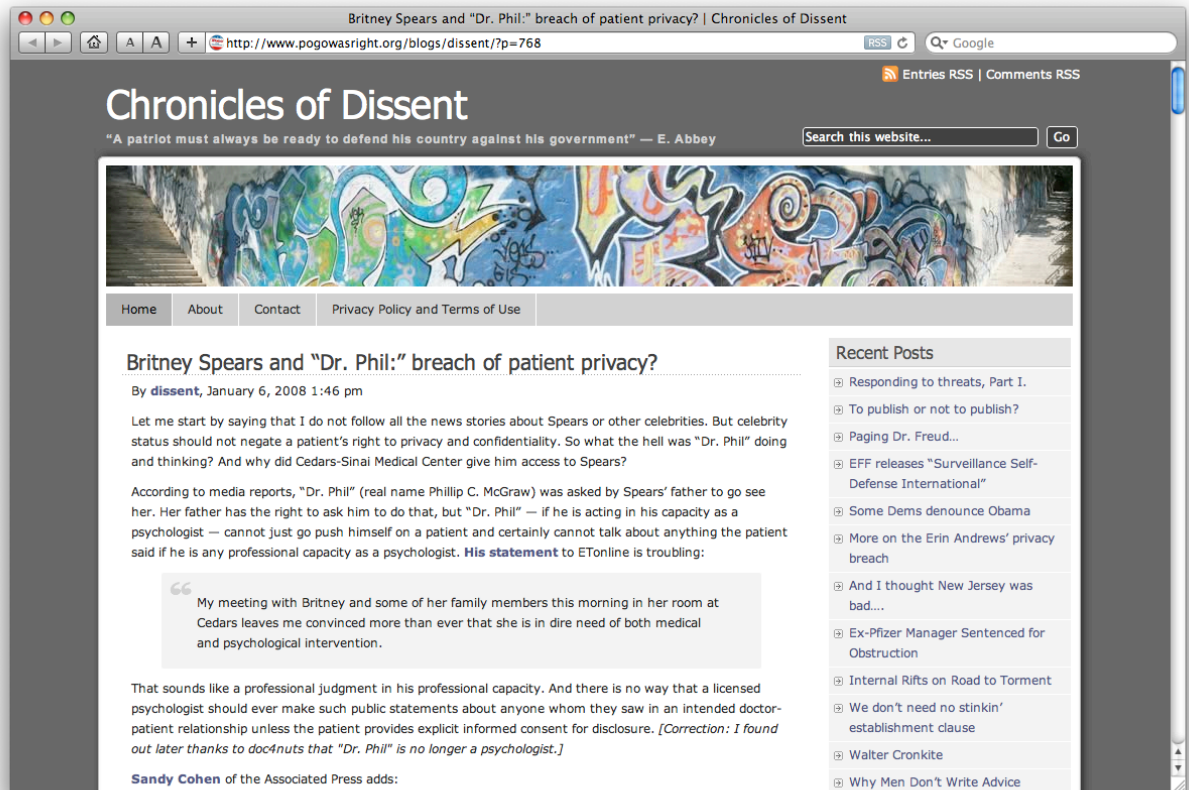 Britney Spears and "Dr. Phil:" breach of patient privacy? | Chronicles of Dissent
A A + http://www.pogowasright.org/blogs/dissent/?p=768 RSS Google
Entries RSS | Comments RSS
Chronicles of Dissent
“A patriot must always be ready to defend his country against his government” — E. Abbey
Search this website... Go
Home About Contact Privacy Policy and Terms of Use
Britney Spears and “Dr. Phil:” breach of patient privacy?
By dissent, January 6, 2008 1:46 pm
Let me start by saying that I do not follow all the news stories about Spears or other celebrities. But celebrity
status should not negate a patient’s right to privacy and confidentiality. So what the hell was “Dr. Phil” doing
and thinking? And why did Cedars-Sinai Medical Center give him access to Spears?
According to media reports, “Dr. Phil” (real name Phillip C. McGraw) was asked by Spears’ father to go see
her. Her father has the right to ask him to do that, but “Dr. Phil” — if he is acting in his capacity as a
psychologist — cannot just go push himself on a patient and certainly cannot talk about anything the patient
said if he is any professional capacity as a psychologist. His statement to ETonline is troubling:
My meeting with Britney and some of her family members this morning in her room at
Cedars leaves me convinced more than ever that she is in dire need of both medical
and psychological intervention.
That sounds like a professional judgment in his professional capacity. And there is no way that a licensed
psychologist should ever make such public statements about anyone whom they saw in an intended doctor-
patient relationship unless the patient provides explicit informed consent for disclosure. [Correction: I found
out later thanks to doc4nuts that "Dr. Phil" is no longer a psychologist.]
Sandy Cohen of the Associated Press adds:
Recent Posts
Responding to threats, Part I.
To publish or not to publish?
Paging Dr. Freud…
EFF releases “Surveillance Self-
Defense International”
Some Dems denounce Obama
More on the Erin Andrews’ privacy
breach
And I thought New Jersey was
bad….
Ex-Pfizer Manager Sentenced for
Obstruction
Internal Rifts on Road to Torment
We don’t need no stinkin’
establishment clause
Walter Cronkite
Why Men Don’t Write Advice